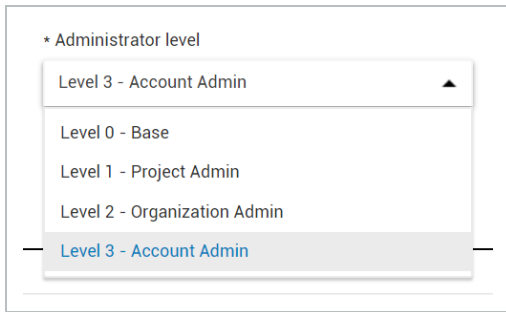 * Administrator level
Level 3 - Account Admin
Level 0 - Base
Level 1 - Project Admin
Level 2 - Organization Admin
Level 3 - Account Admin